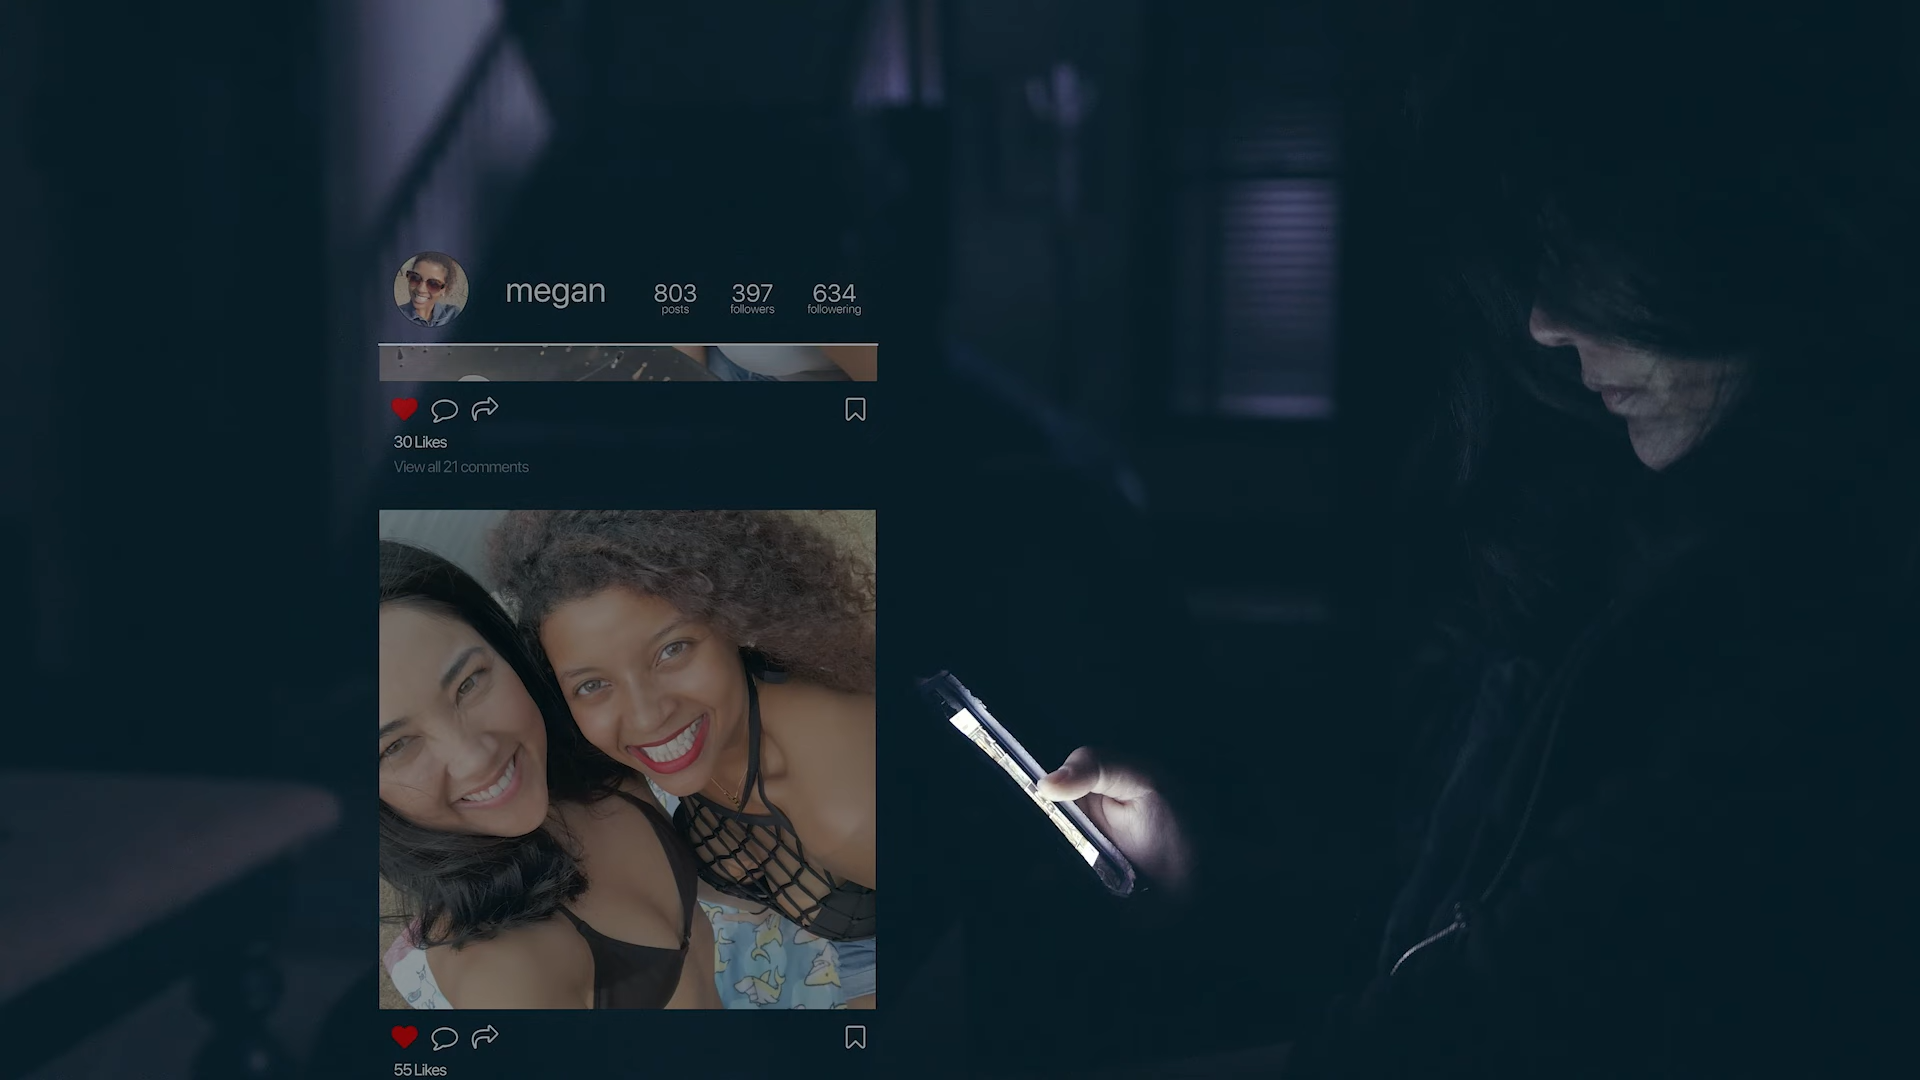 megan
803 397 634
posts followers followering
30 Likes
View all 21 comments
55 Likes